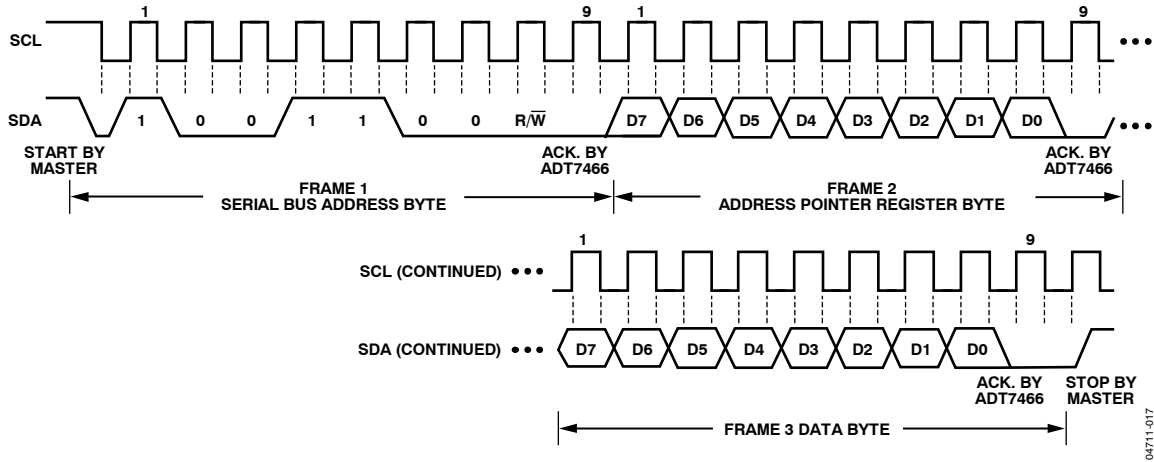 1 9 1 9
SCL
SDA 1 0 0 1 1 0 0 R/W̅ D7 D6 D5 D4 D3 D2 D1 D0
START BY
MASTER
ACK. BY
ADT7466
ACK. BY
ADT7466
FRAME 1
SERIAL BUS ADDRESS BYTE
FRAME 2
ADDRESS POINTER REGISTER BYTE
1 9
SCL (CONTINUED)
SDA (CONTINUED) D7 D6 D5 D4 D3 D2 D1 D0
ACK. BY
ADT7466
STOP BY
MASTER
FRAME 3 DATA BYTE
04711-017